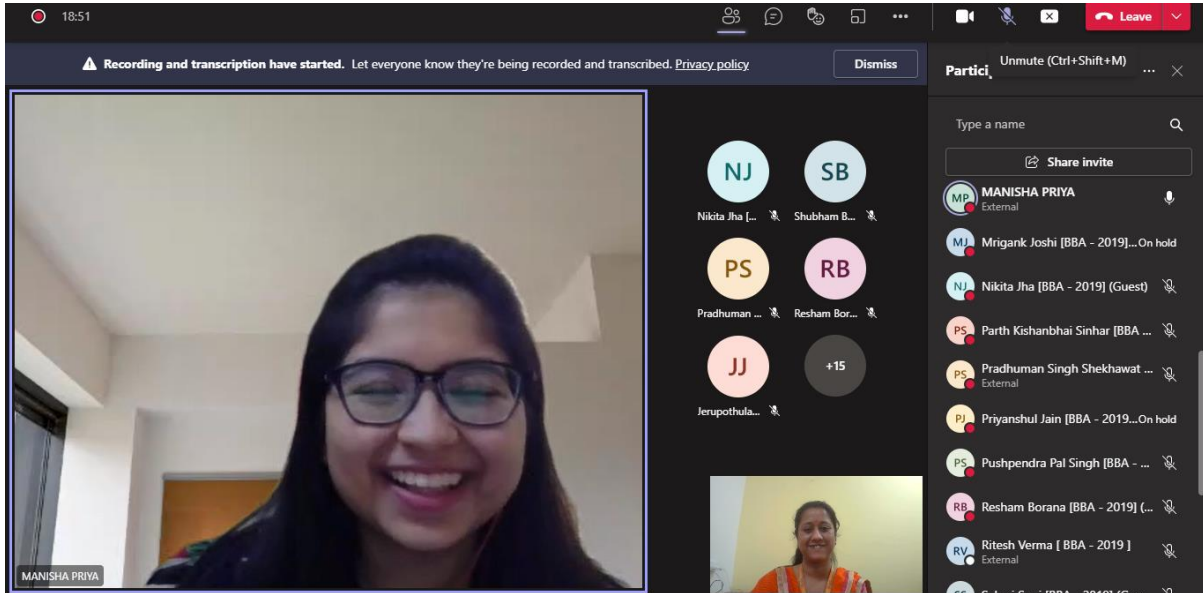 18:51
Leave
Recording and transcription have started. Let everyone know they're being recorded and transcribed. Privacy policy
Dismiss
Partici
Unmute (Ctrl+Shift+M)
Type a name
Share invite
NJ
SB
Nikita Jha [...
Shubham B...
PS
RB
Pradhuman ...
Resham Bor...
JJ
+15
Jerupothula...
MANISHA PRIYA
MP
MANISHA PRIYA
External
MJ
Mrigank Joshi [BBA - 2019]... On hold
NJ
Nikita Jha [BBA - 2019] (Guest)
PS
Parth Kishanbhai Sinhar [BBA ...
PS
Pradhuman Singh Shekhawat ...
External
PJ
Priyanshul Jain [BBA - 2019... On hold
PS
Pushpendra Pal Singh [BBA - ...
RB
Resham Borana [BBA - 2019] (...
RV
Ritesh Verma [ BBA - 2019 ]
External